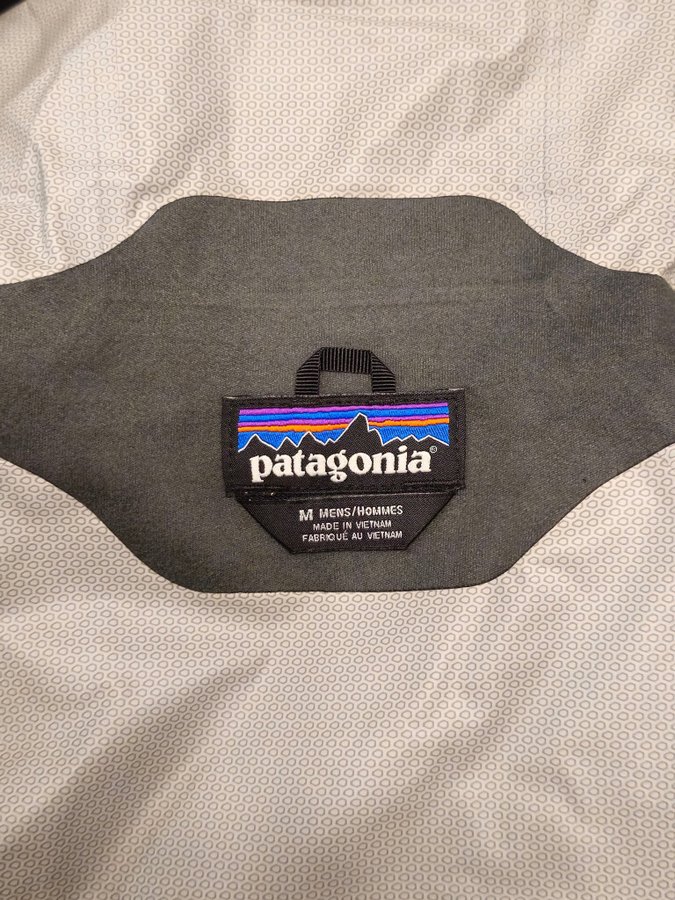 patagonia®
M MENS/HOMMES
MADE IN VIETNAM
FABRIQUÉ AU VIETNAM